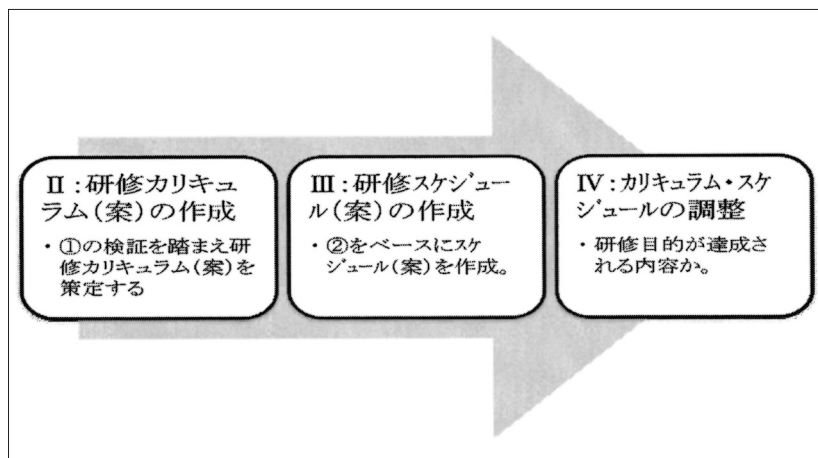 Ⅱ：研修カリキュ
ラム（案）の作成
・①の検証を踏まえ研
修カリキュラム（案）を
策定する
Ⅲ：研修スケジュー
ル（案）の作成
・②をベースにスケ
ジュール（案）を作成。
Ⅳ：カリキュラム・スケ
ジュールの調整
・研修目的が達成さ
れる内容か。